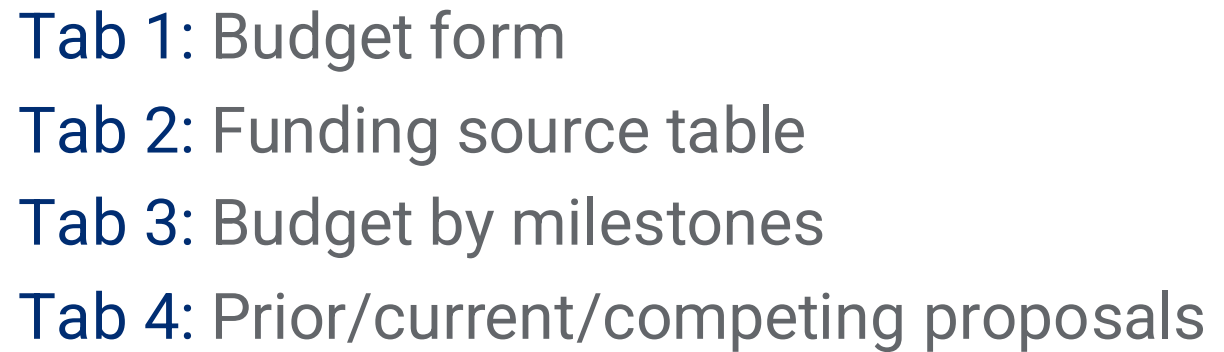 Tab 1: Budget form
Tab 2: Funding source table
Tab 3: Budget by milestones
Tab 4: Prior/current/competing proposals